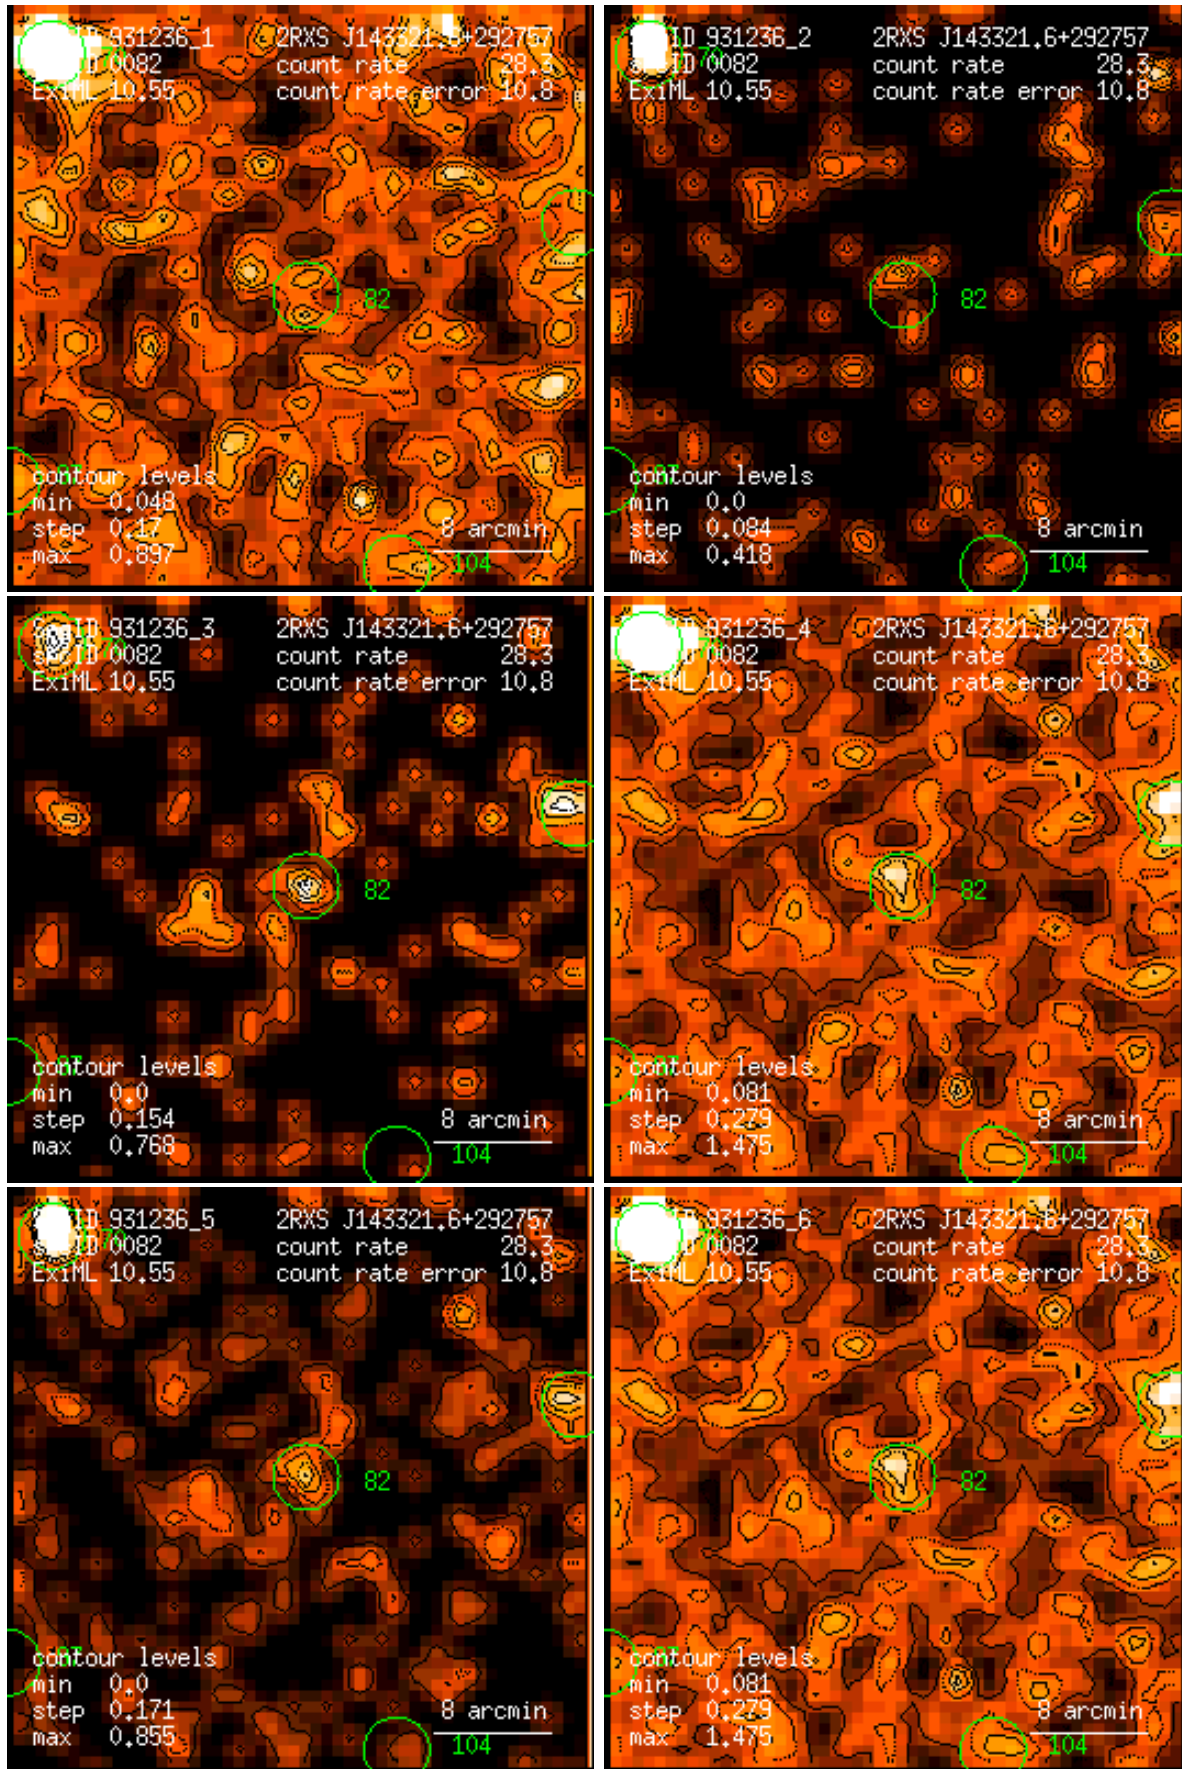 ID 931236_1 2RXS J143321.6+292757
ID 0082 count rate 28.3
ExiML 10.55 count rate error 10.8
82
contour levels
min 0.048
step 0.17 8 arcmin
max 0.897 104
ID 931236_2 2RXS J143321.6+292757
70
ID 0082 count rate 28.3
ExiML 10.55 count rate error 10.8
82
contour levels
min 0.0
step 0.084 8 arcmin
max 0.418 104
ID 931236_3 2RXS J143321.6+292757
ID 0082 count rate 28.3
ExiML 10.55 count rate error 10.8
82
contour levels
min 0.0
step 0.154 8 arcmin
max 0.768 104
ID 931236_4 2RXS J143321.6+292757
ID 0082 count rate 28.3
ExiML 10.55 count rate error 10.8
82
contour levels
min 0.081
step 0.279 8 arcmin
max 1.475 104
ID 931236_5 2RXS J143321.6+292757
ID 0082 count rate 28.3
ExiML 10.55 count rate error 10.8
82
contour levels
min 0.0
step 0.171 8 arcmin
max 0.855 104
ID 931236_6 2RXS J143321.6+292757
ID 0082 count rate 28.3
ExiML 10.55 count rate error 10.8
82
contour levels
min 0.081
step 0.279 8 arcmin
max 1.475 104